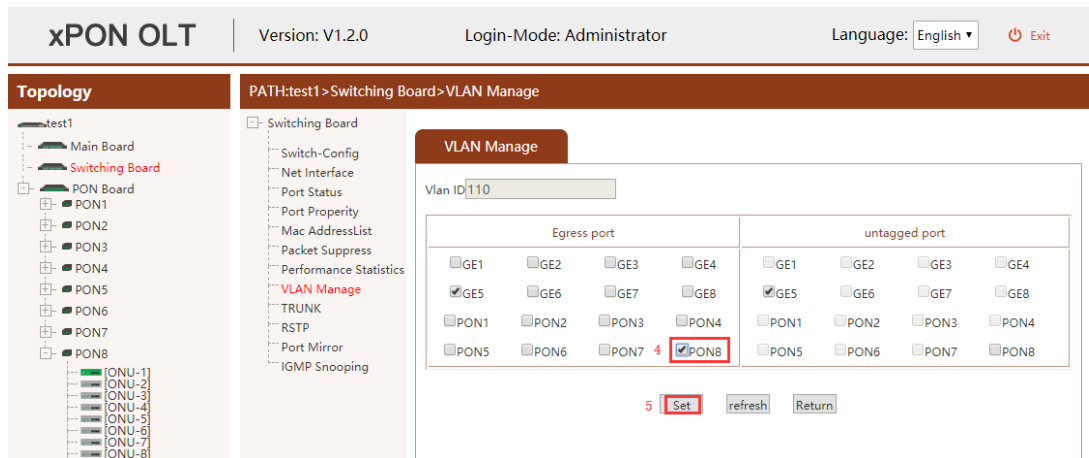 xPON OLT Version: V1.2.0 Login-Mode: Administrator Language: English Exit
Topology
test1
Main Board
Switching Board
PON Board
PON1
PON2
PON3
PON4
PON5
PON6
PON7
PON8
[ONU-1]
[ONU-2]
[ONU-3]
[ONU-4]
[ONU-5]
[ONU-6]
[ONU-7]
[ONU-8]
PATH:test1>Switching Board>VLAN Manage
Switching Board
Switch-Config
Net Interface
Port Status
Port Properity
Mac AddressList
Packet Suppress
Performance Statistics
VLAN Manage
TRUNK
RSTP
Port Mirror
IGMP Snooping
VLAN Manage
Vlan ID 110
Egress port untagged port
GE1 GE2 GE3 GE4 GE1 GE2 GE3 GE4
GE5 GE6 GE7 GE8 GE5 GE6 GE7 GE8
PON1 PON2 PON3 PON4 PON1 PON2 PON3 PON4
PON5 PON6 PON7 4 PON8 PON5 PON6 PON7 PON8
5 Set refresh Return